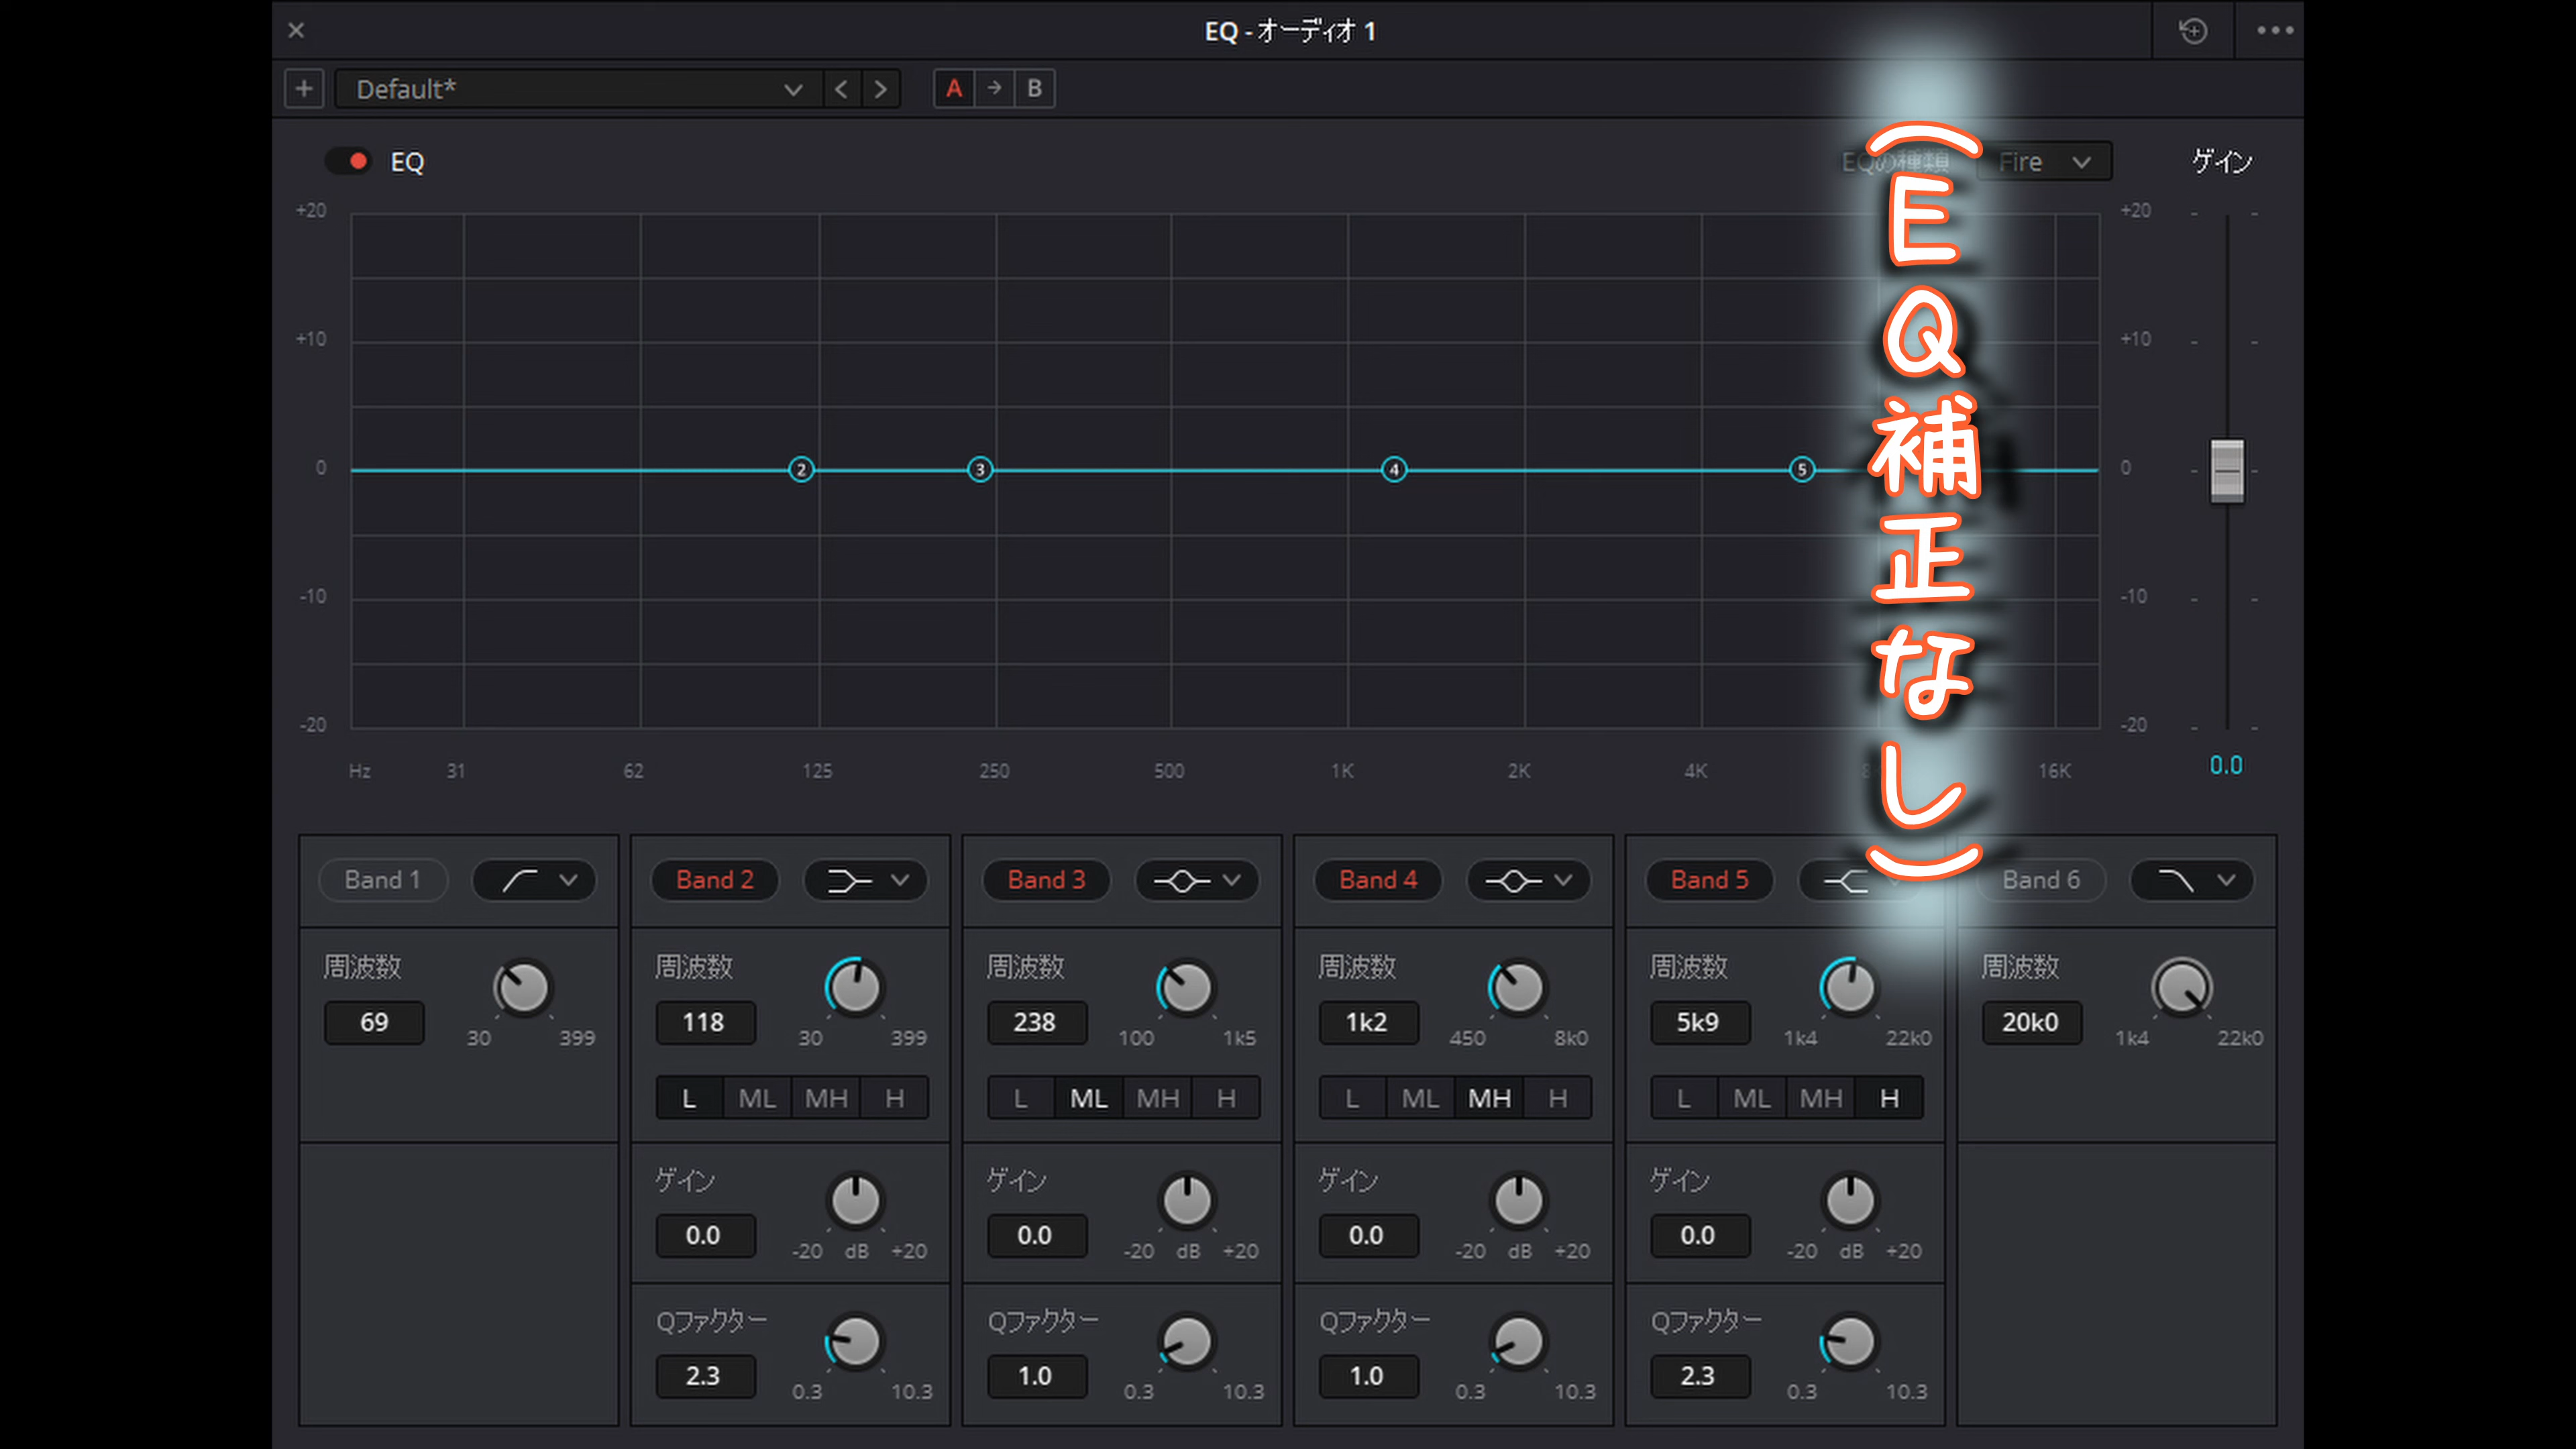 EQ - オーディオ 1
Default*
A
B
EQ
EQの種類
Fire
ゲイン
(EQ補正なし)
+20
+20
+10
+10
0
2
3
4
5
0
-10
-10
-20
-20
Hz 31 62 125 250 500 1K 2K 4K 16K
0.0
Band 1
Band 2
Band 3
Band 4
Band 5
Band 6
周波数
69
30 399
周波数
118
30 399
L ML MH H
ゲイン
0.0
-20 dB +20
Qファクター
2.3
0.3 10.3
周波数
238
100 1k5
L ML MH H
ゲイン
0.0
-20 dB +20
Qファクター
1.0
0.3 10.3
周波数
1k2
450 8k0
L ML MH H
ゲイン
0.0
-20 dB +20
Qファクター
1.0
0.3 10.3
周波数
5k9
1k4 22k0
L ML MH H
ゲイン
0.0
-20 dB +20
Qファクター
2.3
0.3 10.3
周波数
20k0
1k4 22k0